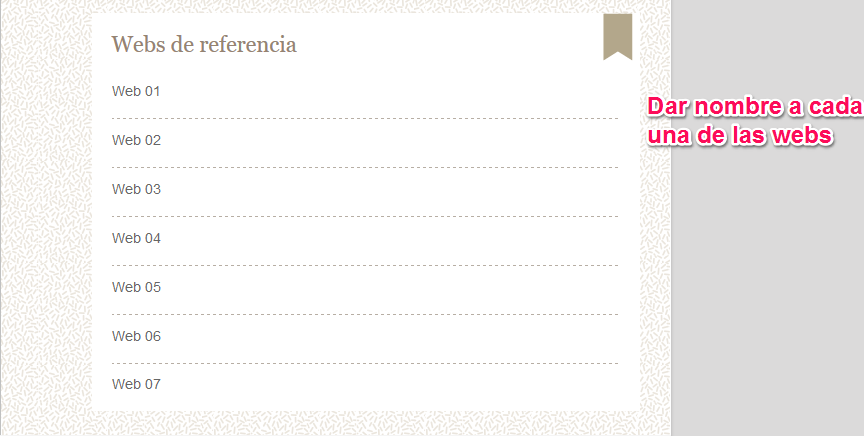 Webs de referencia
Web 01
Dar nombre a cada
una de las webs
Web 02
Web 03
Web 04
Web 05
Web 06
Web 07